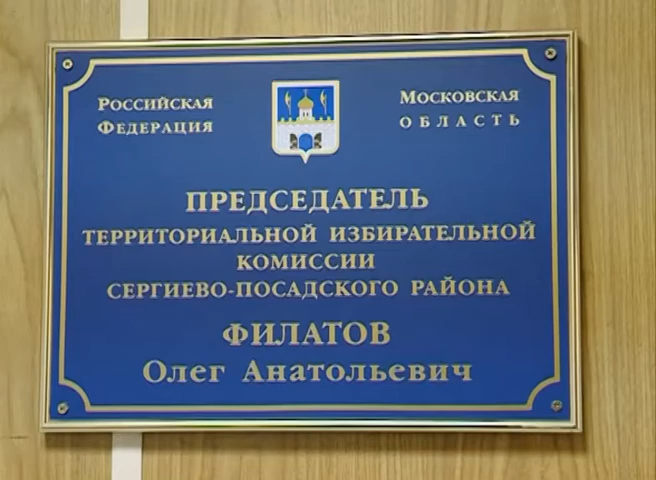 Российская
Федерация
Московская
область
ПРЕДСЕДАТЕЛЬ
ТЕРРИТОРИАЛЬНОЙ ИЗБИРАТЕЛЬНОЙ
КОМИССИИ
СЕРГИЕВО-ПОСАДСКОГО РАЙОНА
ФИЛАТОВ
Олег Анатольевич